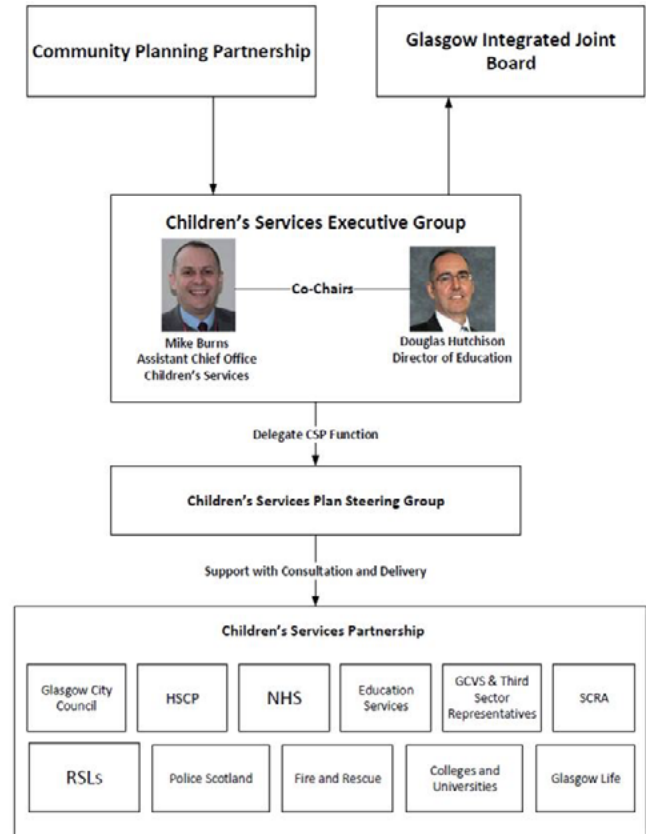 Community Planning Partnership
Glasgow Integrated Joint
Board
Children's Services Executive Group
Co-Chairs
Mike Burns
Assistant Chief Office
Children's Services
Douglas Hutchison
Director of Education
Delegate CSP Function
Children's Services Plan Steering Group
Support with Consultation and Delivery
Children's Services Partnership
Glasgow City
Council
HSCP
NHS
Education
Services
GCVS & Third
Sector
Representatives
SCRA
RSLs
Police Scotland
Fire and Rescue
Colleges and
Universities
Glasgow Life